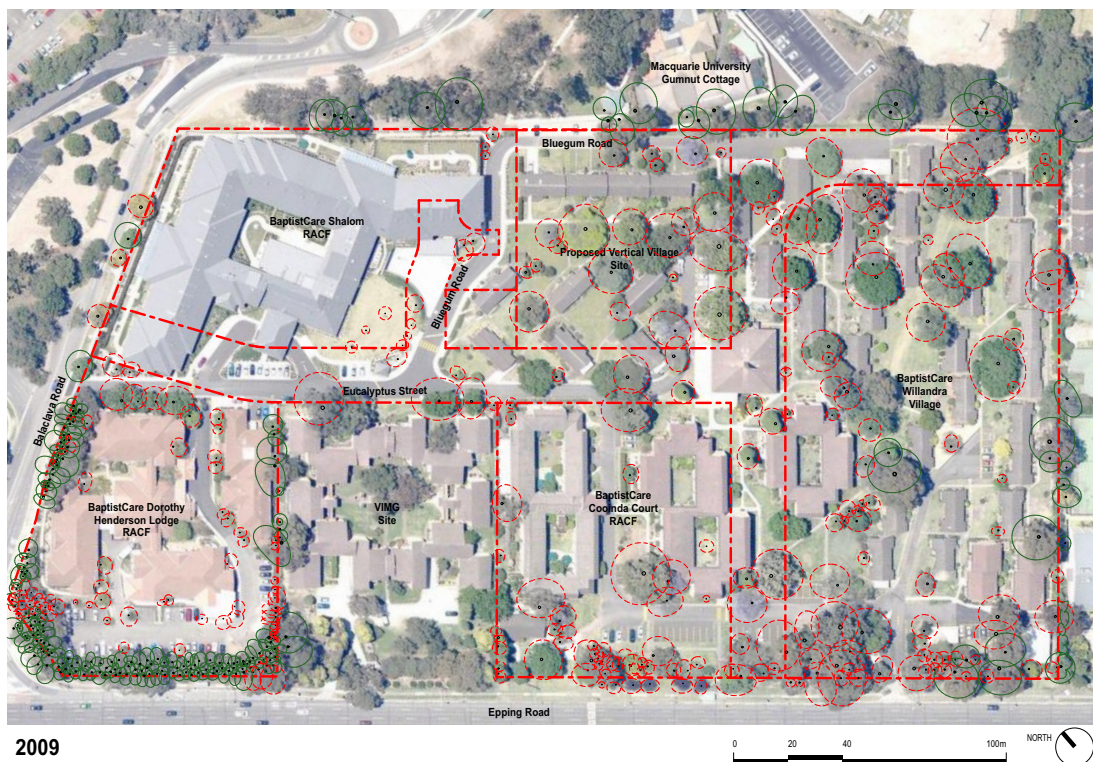 Macquarie University
Gumnut Cottage
Bluegum Road
BaptistCare Shalom
RACF
Proposed Vertical Village
Site
Bluegum Road
Eucalyptus Street
Balaclava Road
BaptistCare
Willandra
Village
BaptistCare Dorothy
Henderson Lodge
RACF
VIMG
Site
BaptistCare
Cooinda Court
RACF
Epping Road
2009
0
20
40
100m
NORTH